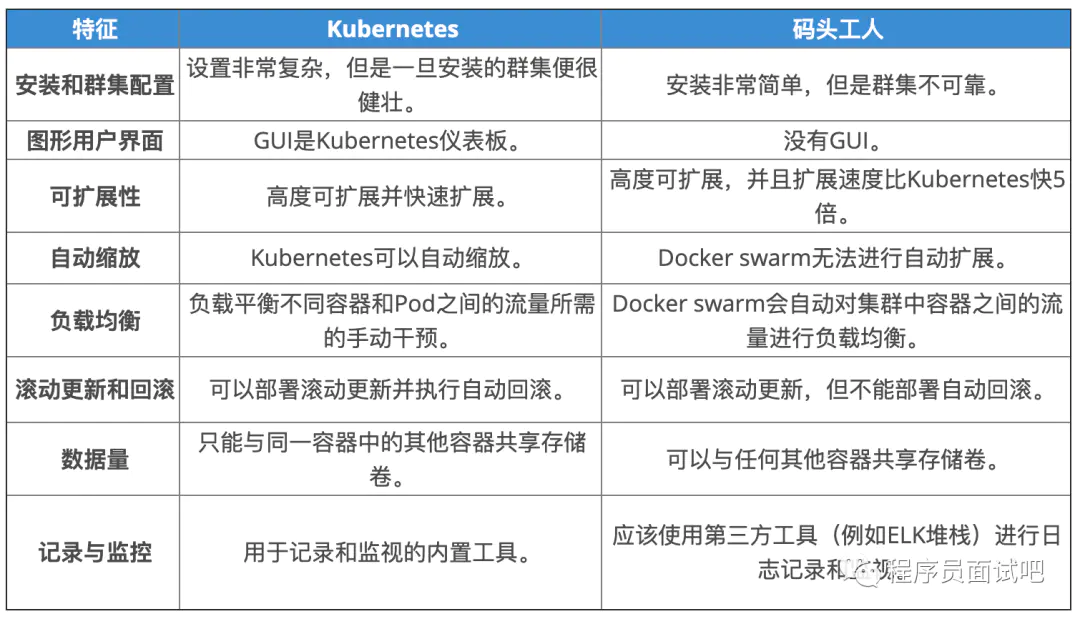 特征 Kubernetes 码头工人
安装和群集配置 设置非常复杂，但是一旦安装的群集便很健壮。 安装非常简单，但是群集不可靠。
图形用户界面 GUI是Kubernetes仪表板。 没有GUI。
可扩展性 高度可扩展并快速扩展。 高度可扩展，并且扩展速度比Kubernetes快5倍。
自动缩放 Kubernetes可以自动缩放。 Docker swarm无法进行自动扩展。
负载均衡 负载平衡不同容器和Pod之间的流量所需的手动干预。 Docker swarm会自动对集群中容器之间的流量进行负载均衡。
滚动更新和回滚 可以部署滚动更新并执行自动回滚。 可以部署滚动更新，但不能部署自动回滚。
数据量 只能与同一容器中的其他容器共享存储卷。 可以与任何其他容器共享存储卷。
记录与监控 用于记录和监视的内置工具。 应该使用第三方工具（例如ELK堆栈）进行日志记录和监视。
程序员面试吧